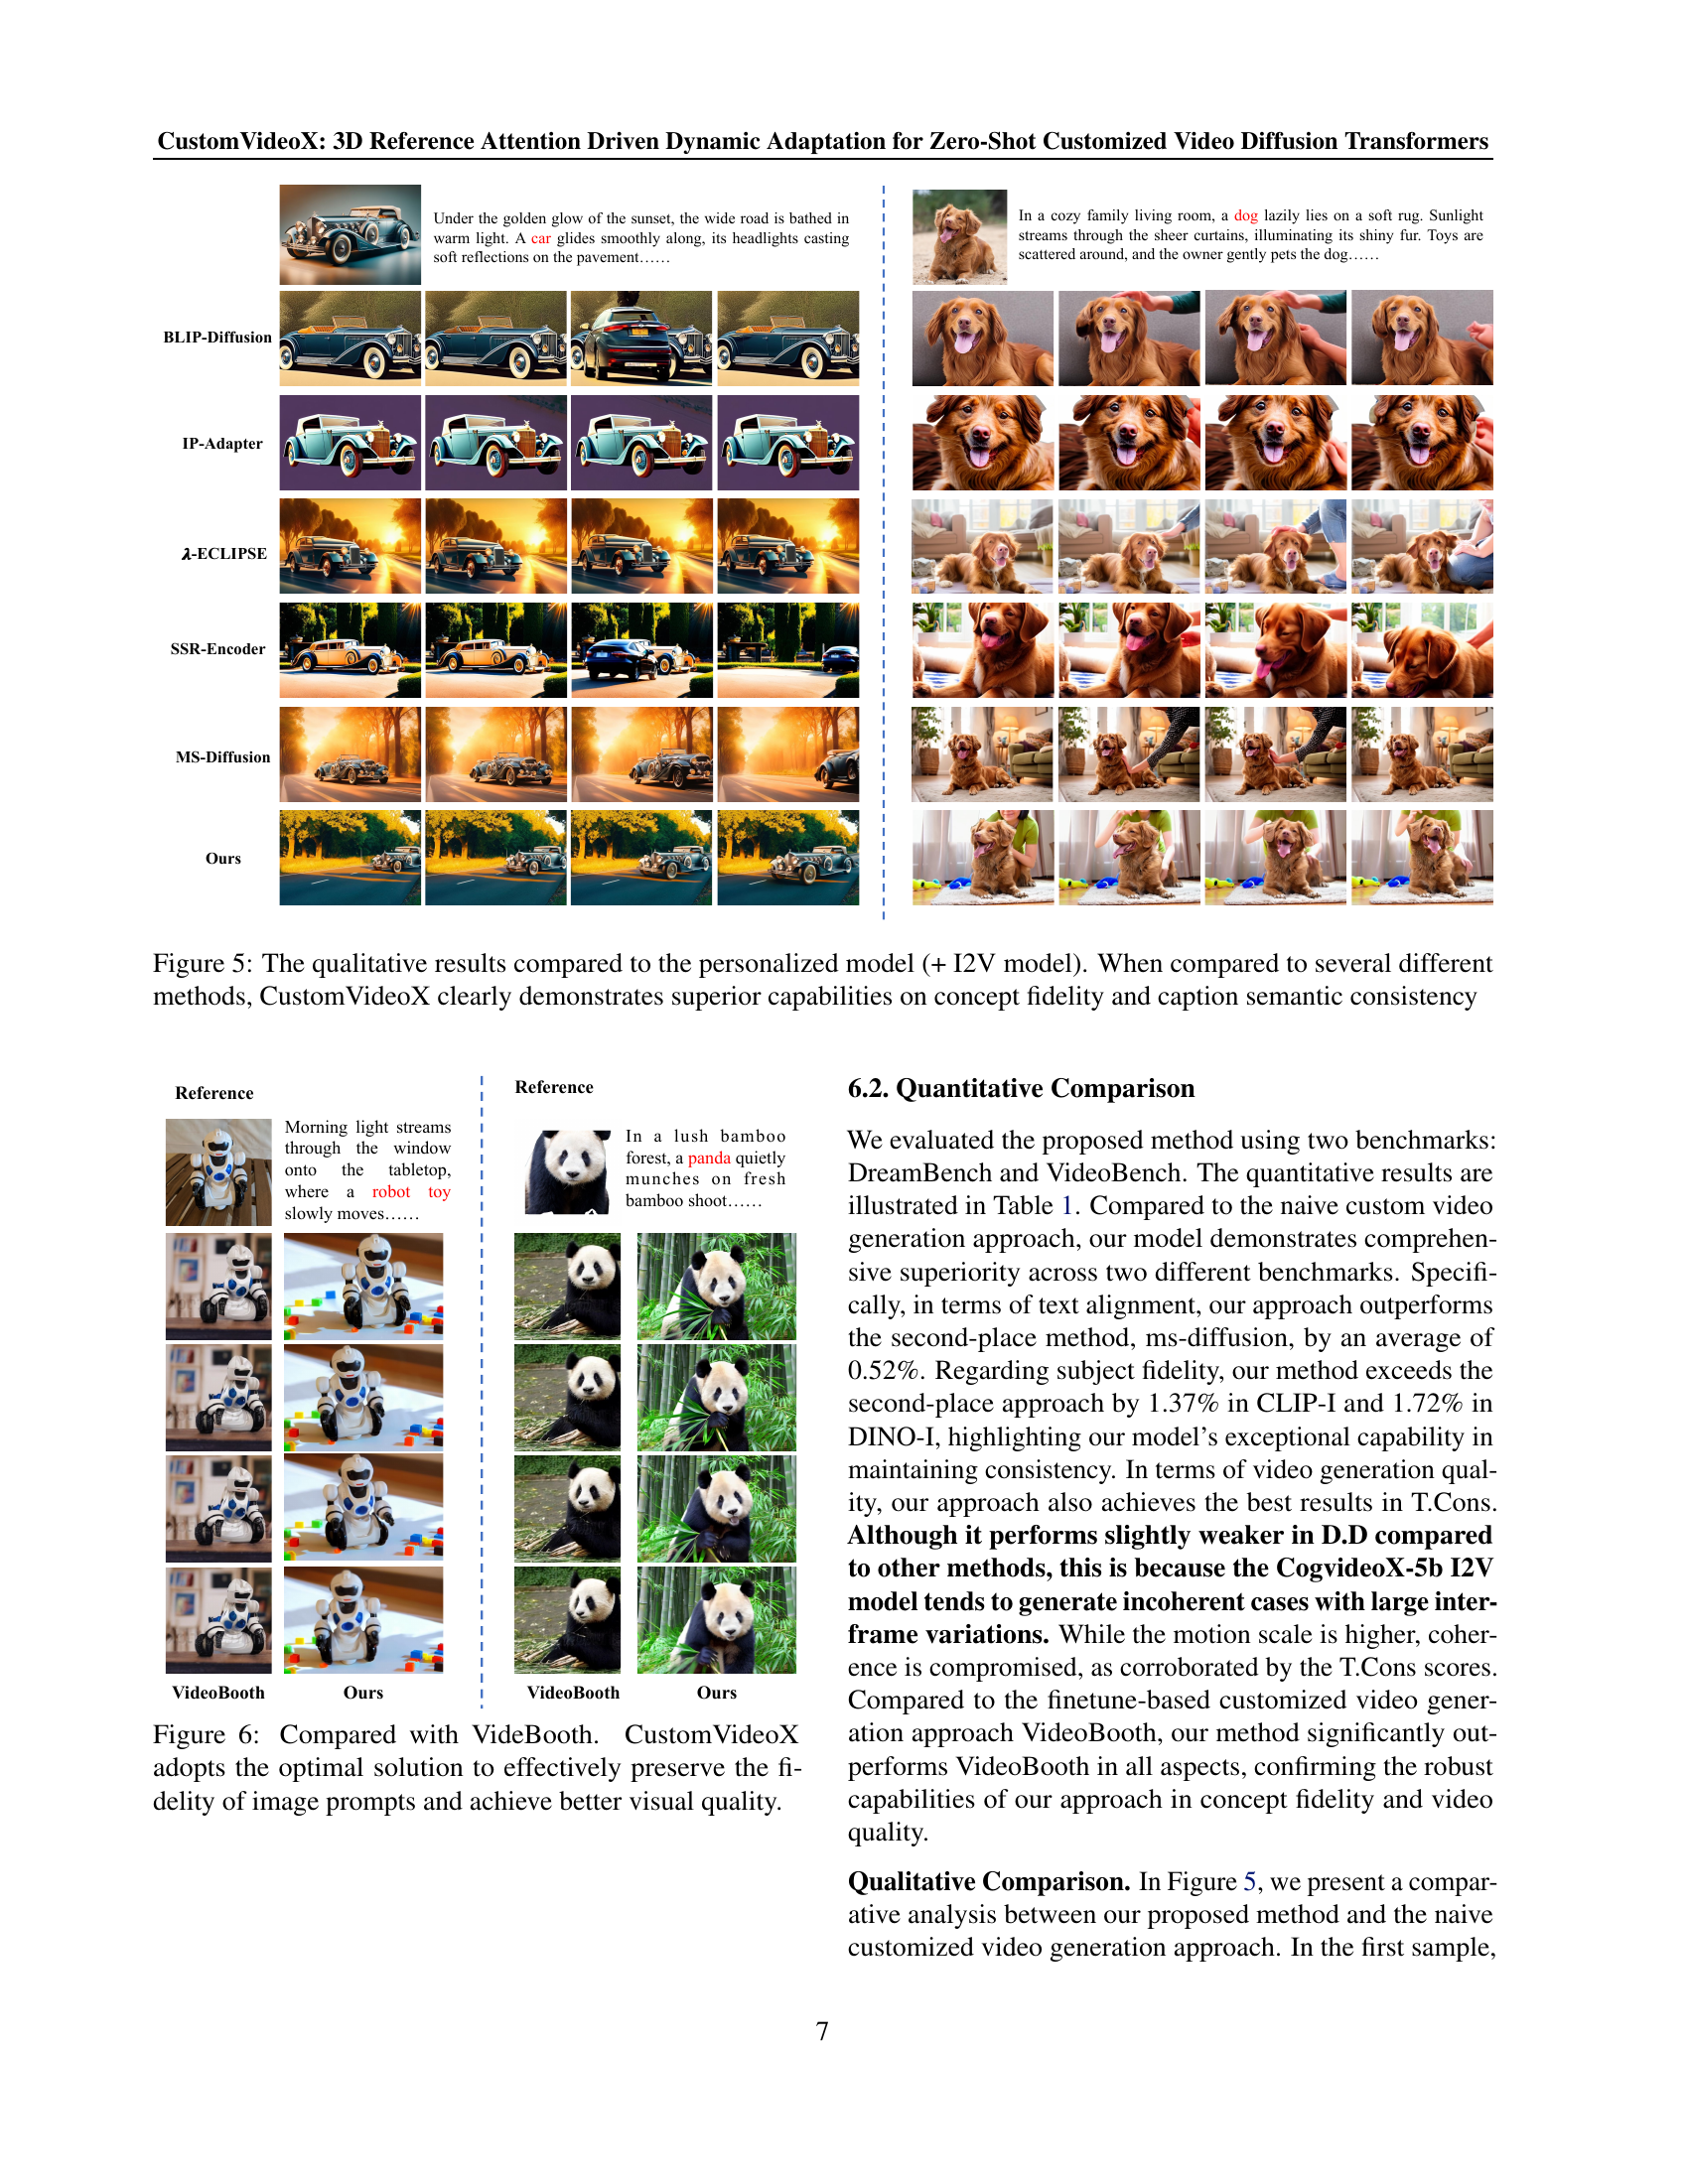 CustomVideoX: 3D Reference Attention Driven Dynamic Adaptation for Zero-Shot Customized Video Diffusion Transformers
Under the golden glow of the sunset, the wide road is bathed in
warm light. A car glides smoothly along, its headlights casting
soft reflections on the pavement……
In a cozy family living room, a dog lazily lies on a soft rug. Sunlight
streams through the sheer curtains, illuminating its shiny fur. Toys are
scattered around, and the owner gently pets the dog……
BLIP-Diffusion
IP-Adapter
λ-ECLIPSE
SSR-Encoder
MS-Diffusion
Ours
Figure 5: The qualitative results compared to the personalized model (+ I2V model). When compared to several different
methods, CustomVideoX clearly demonstrates superior capabilities on concept fidelity and caption semantic consistency
Reference
Morning light streams
through the window
onto the tabletop,
where a robot toy
slowly moves……
Reference
In a lush bamboo
forest, a panda quietly
munches on fresh
bamboo shoot……
VideoBooth
Ours
VideoBooth
Ours
Figure 6: Compared with VideBooth. CustomVideoX
adopts the optimal solution to effectively preserve the fi-
delity of image prompts and achieve better visual quality.
6.2. Quantitative Comparison
We evaluated the proposed method using two benchmarks:
DreamBench and VideoBench. The quantitative results are
illustrated in Table 1. Compared to the naive custom video
generation approach, our model demonstrates comprehen-
sive superiority across two different benchmarks. Specifi-
cally, in terms of text alignment, our approach outperforms
the second-place method, ms-diffusion, by an average of
0.52%. Regarding subject fidelity, our method exceeds the
second-place approach by 1.37% in CLIP-I and 1.72% in
DINO-I, highlighting our model's exceptional capability in
maintaining consistency. In terms of video generation qual-
ity, our approach also achieves the best results in T.Cons.
Although it performs slightly weaker in D.D compared
to other methods, this is because the CogvideoX-5b I2V
model tends to generate incoherent cases with large inter-
frame variations. While the motion scale is higher, coher-
ence is compromised, as corroborated by the T.Cons scores.
Compared to the finetune-based customized video gener-
ation approach VideoBooth, our method significantly out-
performs VideoBooth in all aspects, confirming the robust
capabilities of our approach in concept fidelity and video
quality.
Qualitative Comparison. In Figure 5, we present a compar-
ative analysis between our proposed method and the naive
customized video generation approach. In the first sample,
7